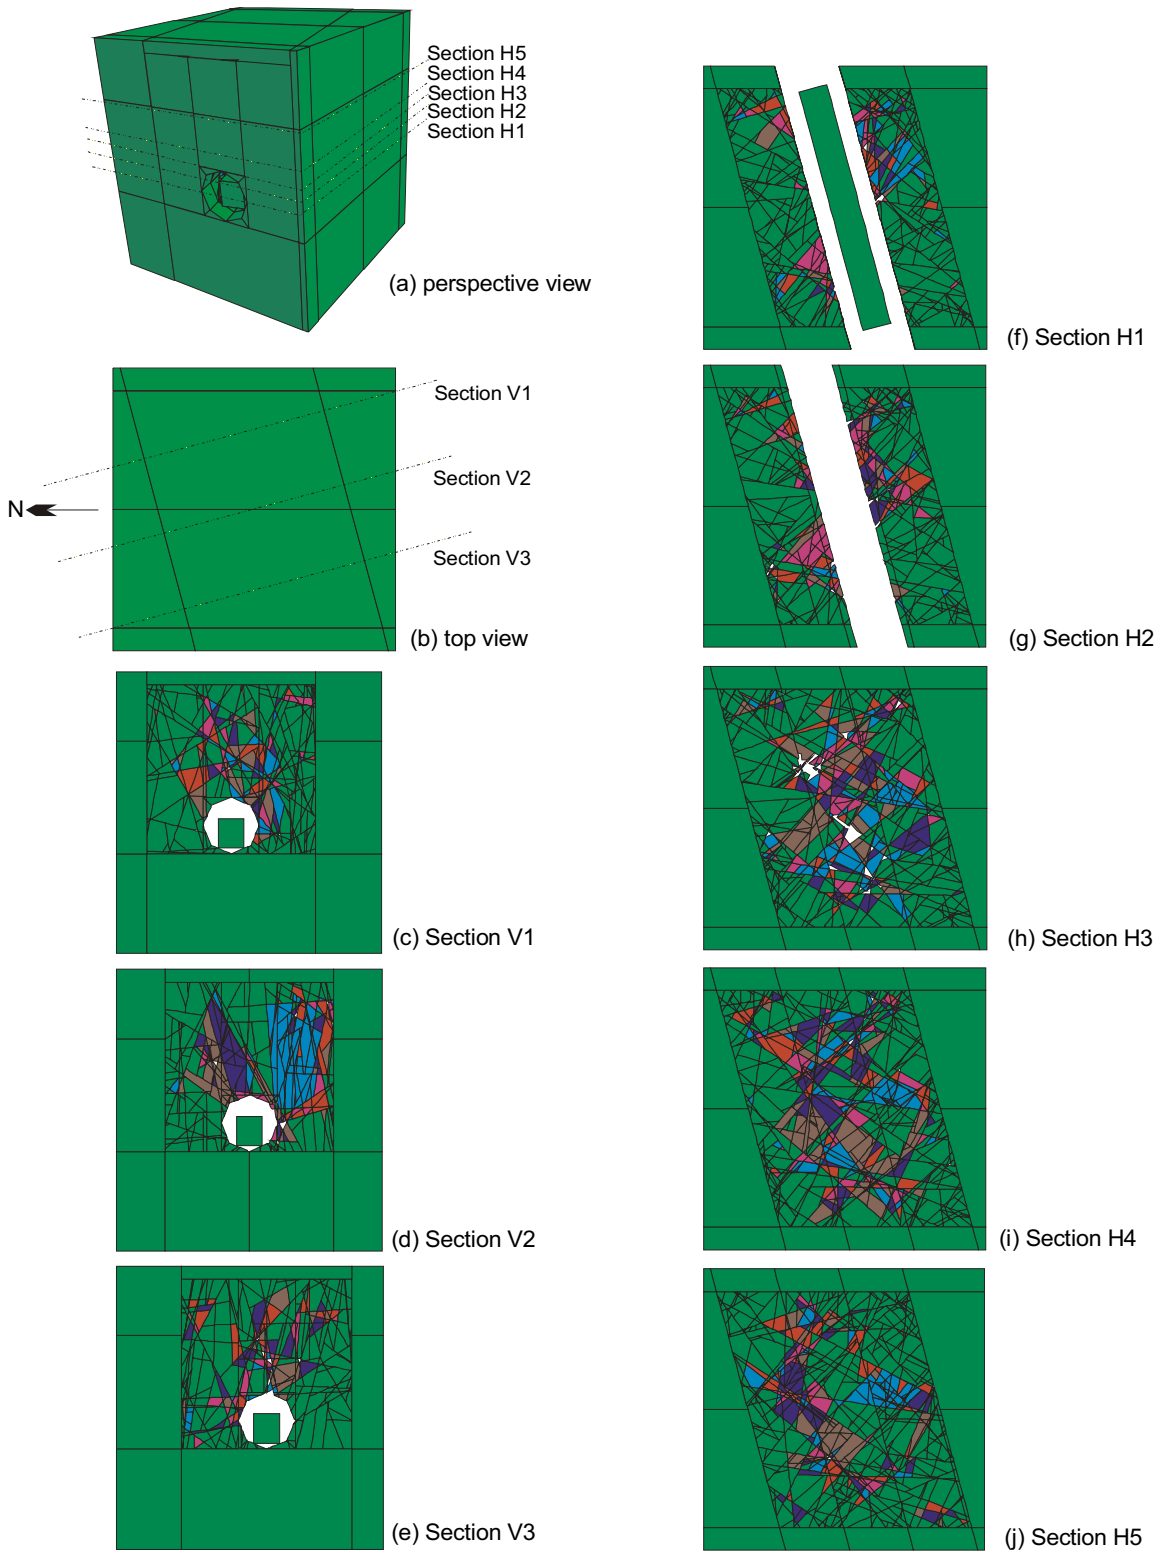 Section H5
Section H4
Section H3
Section H2
Section H1
(a) perspective view
Section V1
Section V2
N
Section V3
(b) top view
(c) Section V1
(d) Section V2
(e) Section V3
(f) Section H1
(g) Section H2
(h) Section H3
(i) Section H4
(j) Section H5